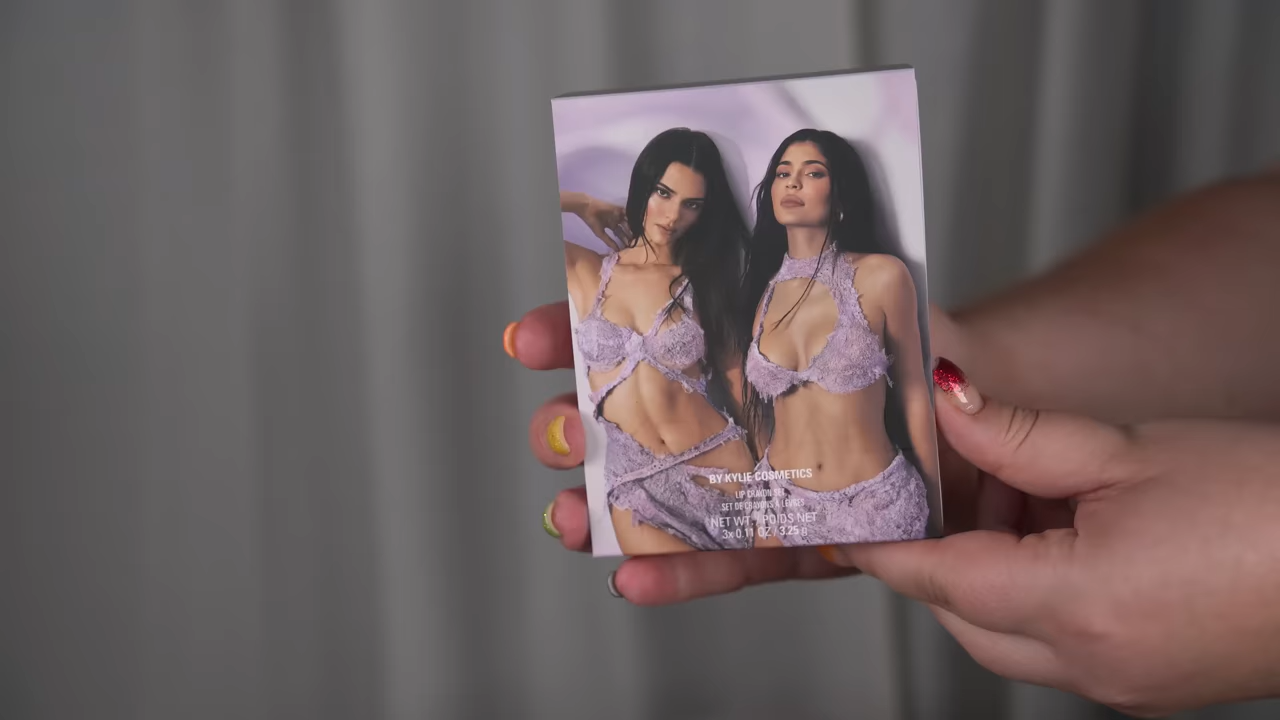 BY KYLIE COSMETICS
LIP CRAYON SET
SET DE CRAYONS À LÈVRES
NET WT. / POIDS NET
3x 0.11 OZ / 3.25 g